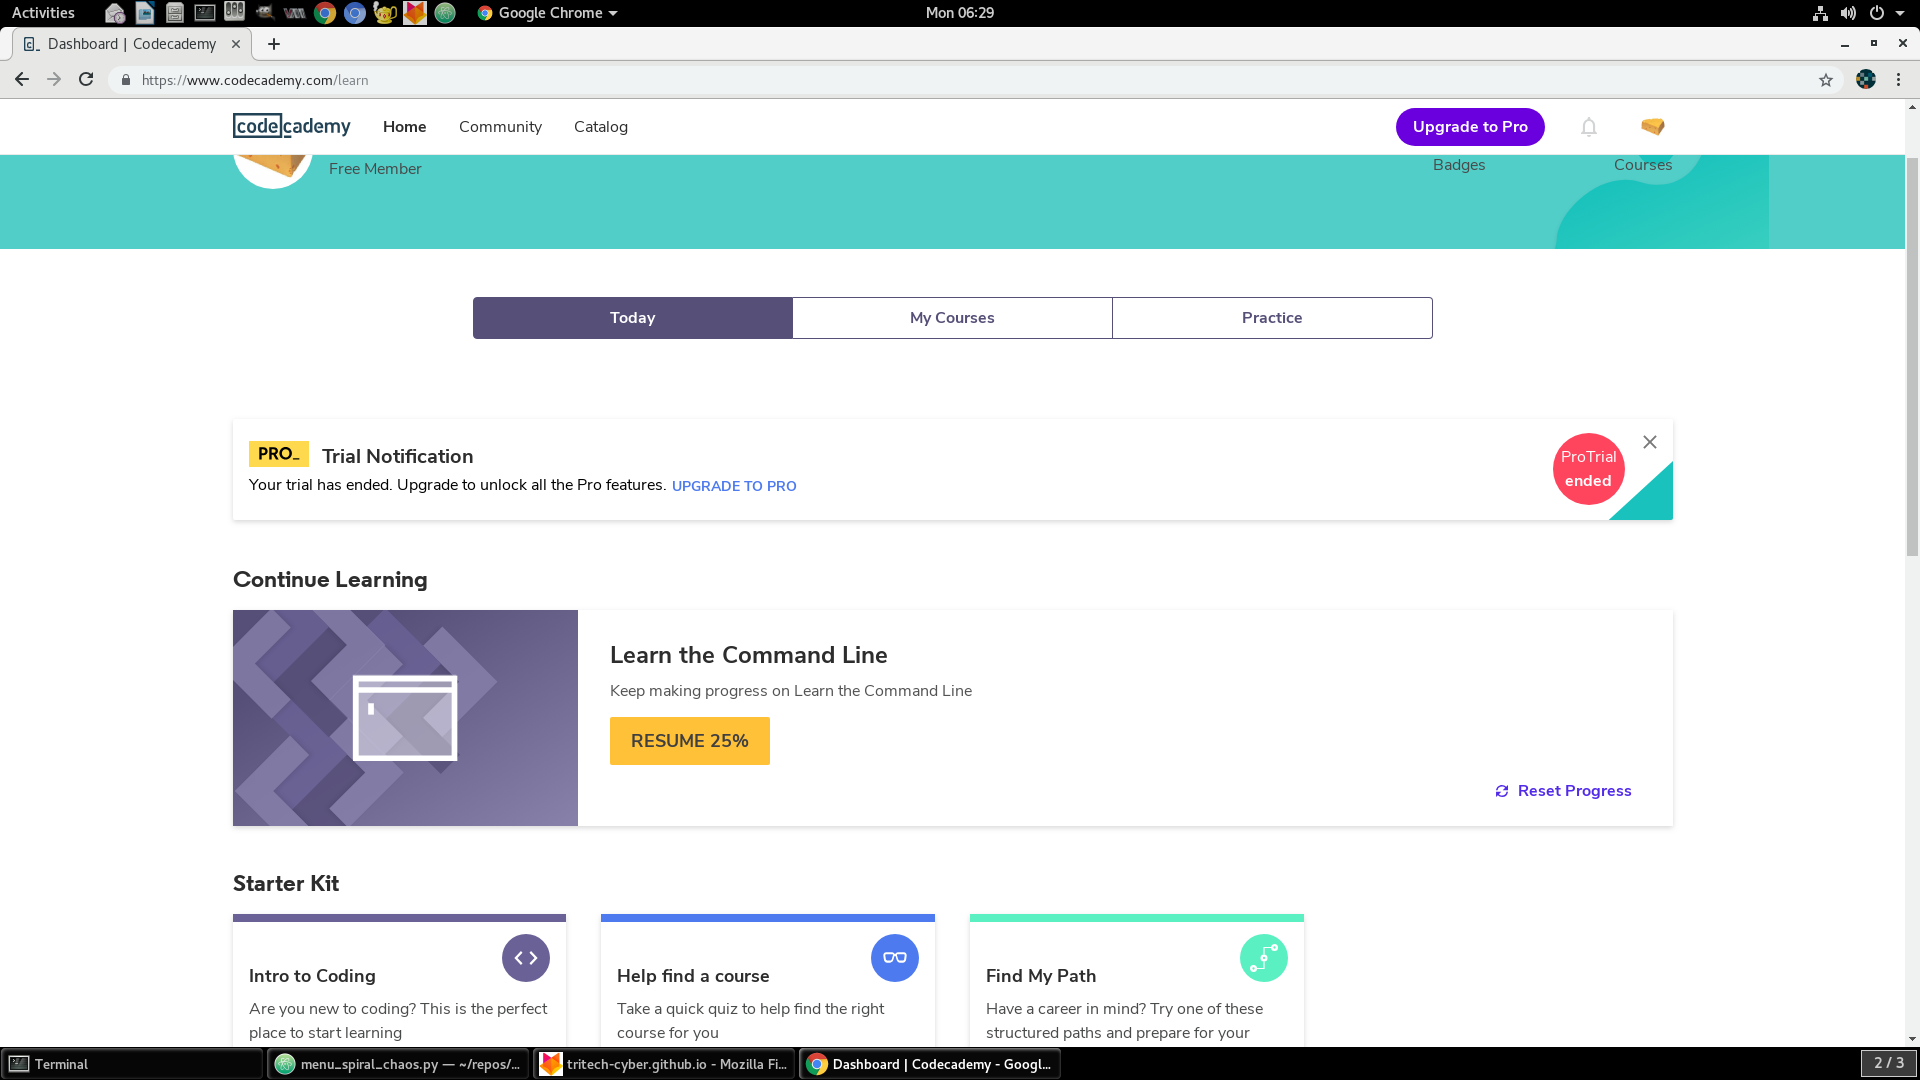 Activities
Google Chrome
Mon 06:29
Dashboard | Codecademy
https://www.codecademy.com/learn
codecademy
Home
Community
Catalog
Upgrade to Pro
Free Member
Badges
Courses
Today
My Courses
Practice
PRO_ Trial Notification
Your trial has ended. Upgrade to unlock all the Pro features. UPGRADE TO PRO
ProTrial
ended
Continue Learning
Learn the Command Line
Keep making progress on Learn the Command Line
RESUME 25%
Reset Progress
Starter Kit
Intro to Coding
Are you new to coding? This is the perfect
place to start learning
Help find a course
Take a quick quiz to help find the right
course for you
Find My Path
Have a career in mind? Try one of these
structured paths and prepare for your
Terminal
menu_spiral_chaos.py — ~/repos/...
tritech-cyber.github.io - Mozilla Fi...
Dashboard | Codecademy - Googl...
2 / 3